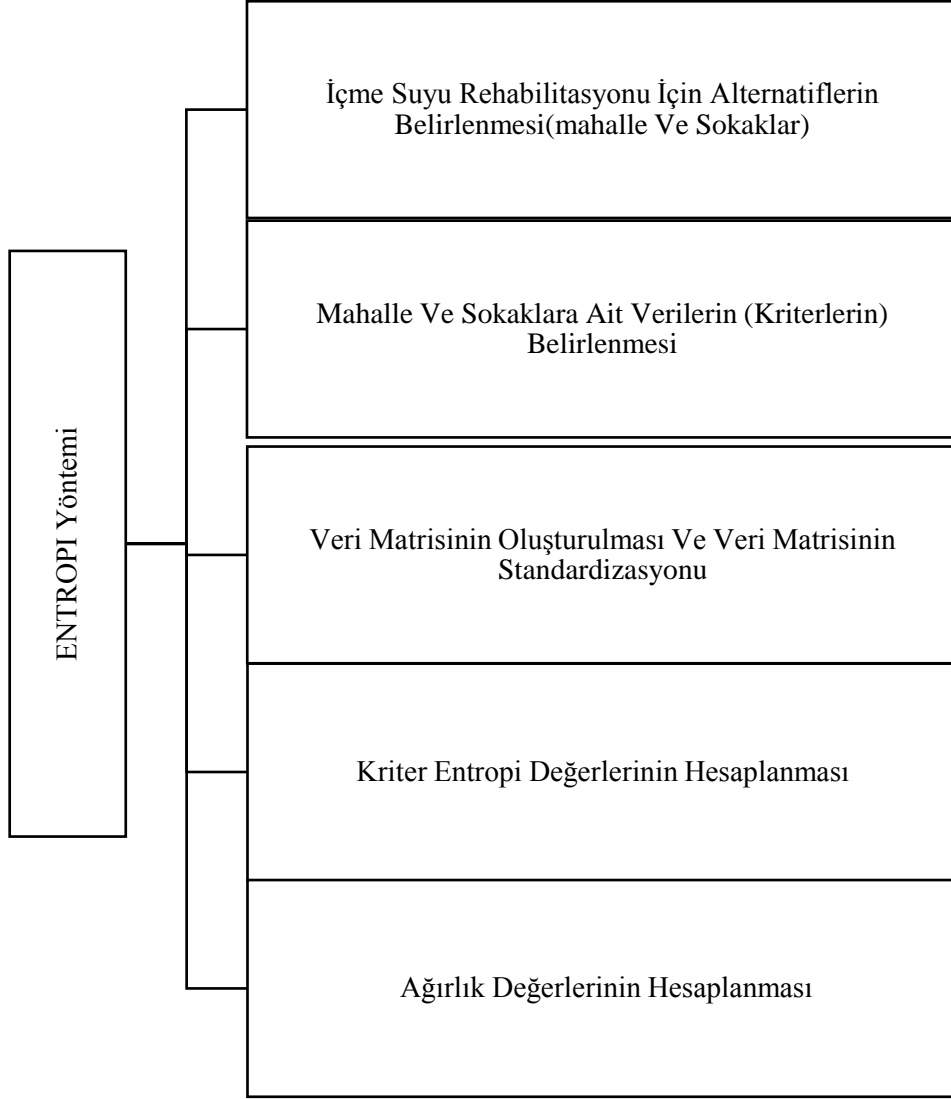 İçme Suyu Rehabilitasyonu İçin Alternatiflerin
Belirlenmesi(mahalle Ve Sokaklar)
Mahalle Ve Sokaklara Ait Verilerin (Kriterlerin)
Belirlenmesi
ENTROPI Yöntemi
Veri Matrisinin Oluşturulması Ve Veri Matrisinin
Standardizasyonu
Kriter Entropi Değerlerinin Hesaplanması
Ağırlık Değerlerinin Hesaplanması